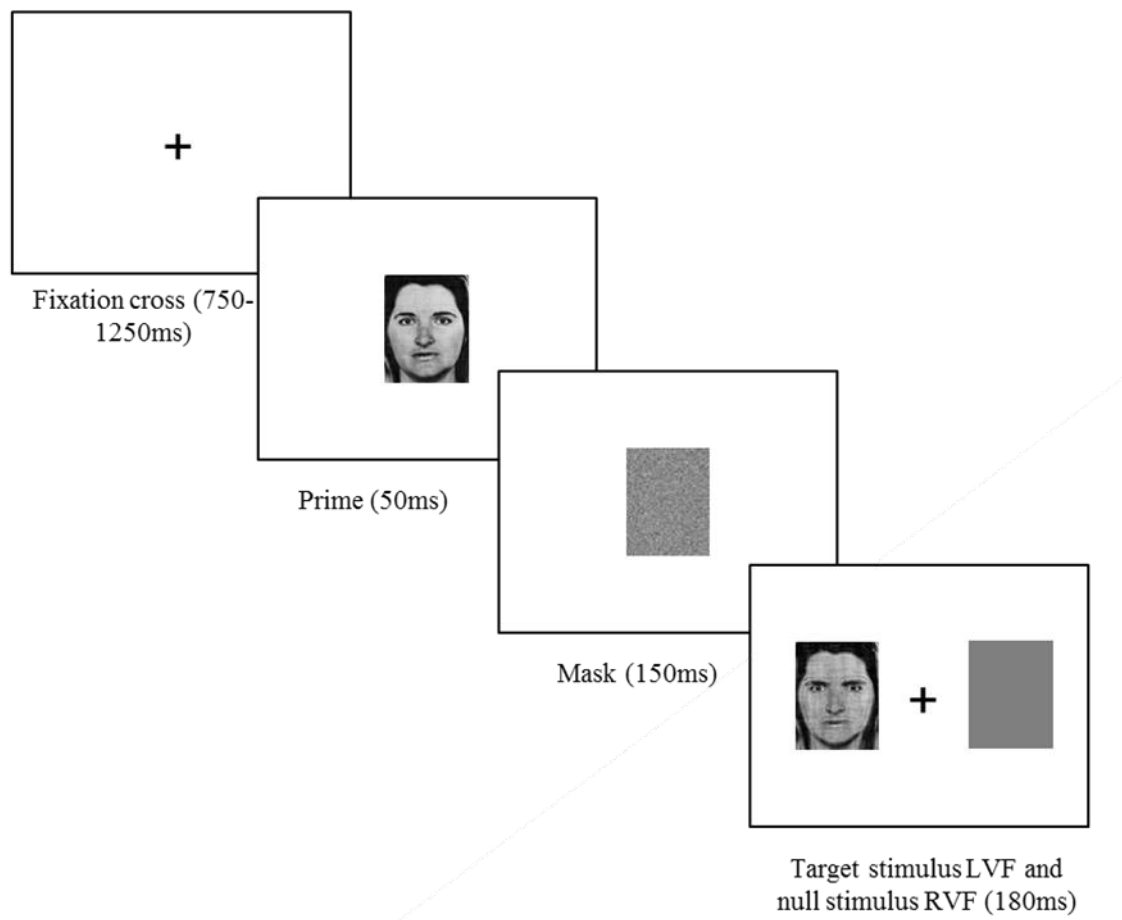 Fixation cross (750-
1250ms)
Prime (50ms)
Mask (150ms)
Target stimulus LVF and
null stimulus RVF (180ms)